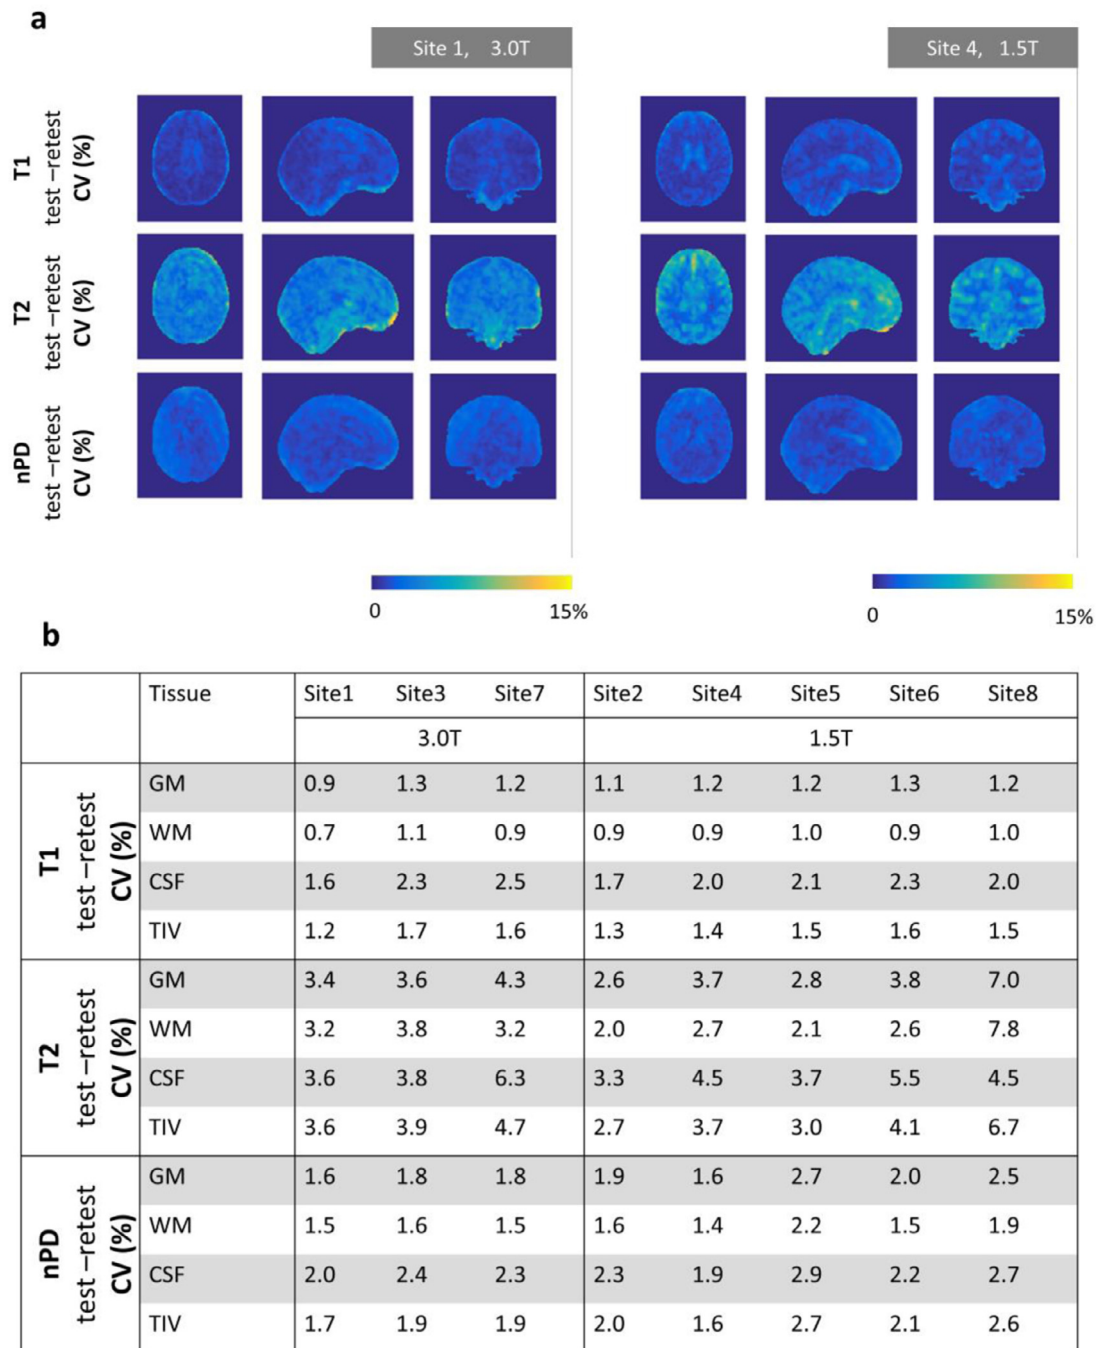 a
Site 1, 3.0T
Site 4, 1.5T
T1
test –retest
CV (%)
T2
test –retest
CV (%)
nPD
test –retest
CV (%)
0 15%
0 15%
b
Tissue Site1 Site3 Site7 Site2 Site4 Site5 Site6 Site8
3.0T 1.5T
T1
test –retest
CV (%)
GM 0.9 1.3 1.2 1.1 1.2 1.2 1.3 1.2
WM 0.7 1.1 0.9 0.9 0.9 1.0 0.9 1.0
CSF 1.6 2.3 2.5 1.7 2.0 2.1 2.3 2.0
TIV 1.2 1.7 1.6 1.3 1.4 1.5 1.6 1.5
T2
test –retest
CV (%)
GM 3.4 3.6 4.3 2.6 3.7 2.8 3.8 7.0
WM 3.2 3.8 3.2 2.0 2.7 2.1 2.6 7.8
CSF 3.6 3.8 6.3 3.3 4.5 3.7 5.5 4.5
TIV 3.6 3.9 4.7 2.7 3.7 3.0 4.1 6.7
nPD
test –retest
CV (%)
GM 1.6 1.8 1.8 1.9 1.6 2.7 2.0 2.5
WM 1.5 1.6 1.5 1.6 1.4 2.2 1.5 1.9
CSF 2.0 2.4 2.3 2.3 1.9 2.9 2.2 2.7
TIV 1.7 1.9 1.9 2.0 1.6 2.7 2.1 2.6